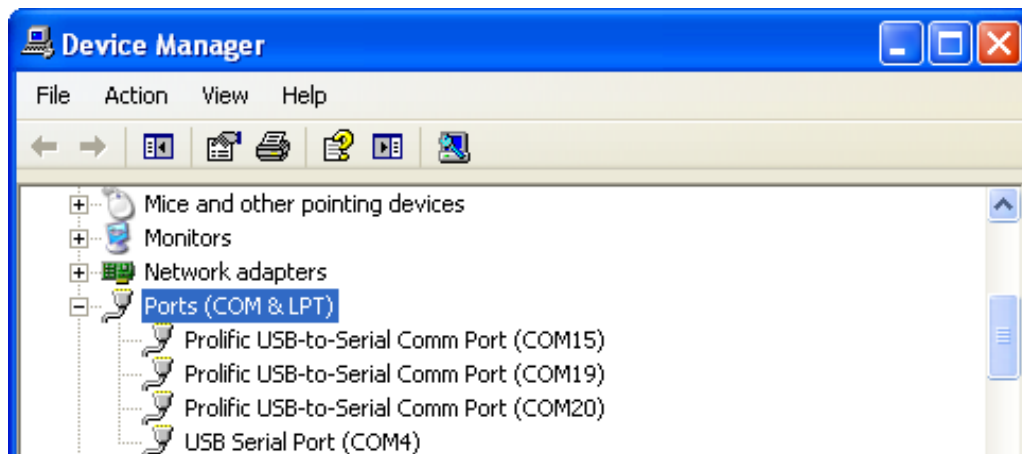 Device Manager
File Action View Help
Mice and other pointing devices
Monitors
Network adapters
Ports (COM & LPT)
Prolific USB-to-Serial Comm Port (COM15)
Prolific USB-to-Serial Comm Port (COM19)
Prolific USB-to-Serial Comm Port (COM20)
USB Serial Port (COM4)